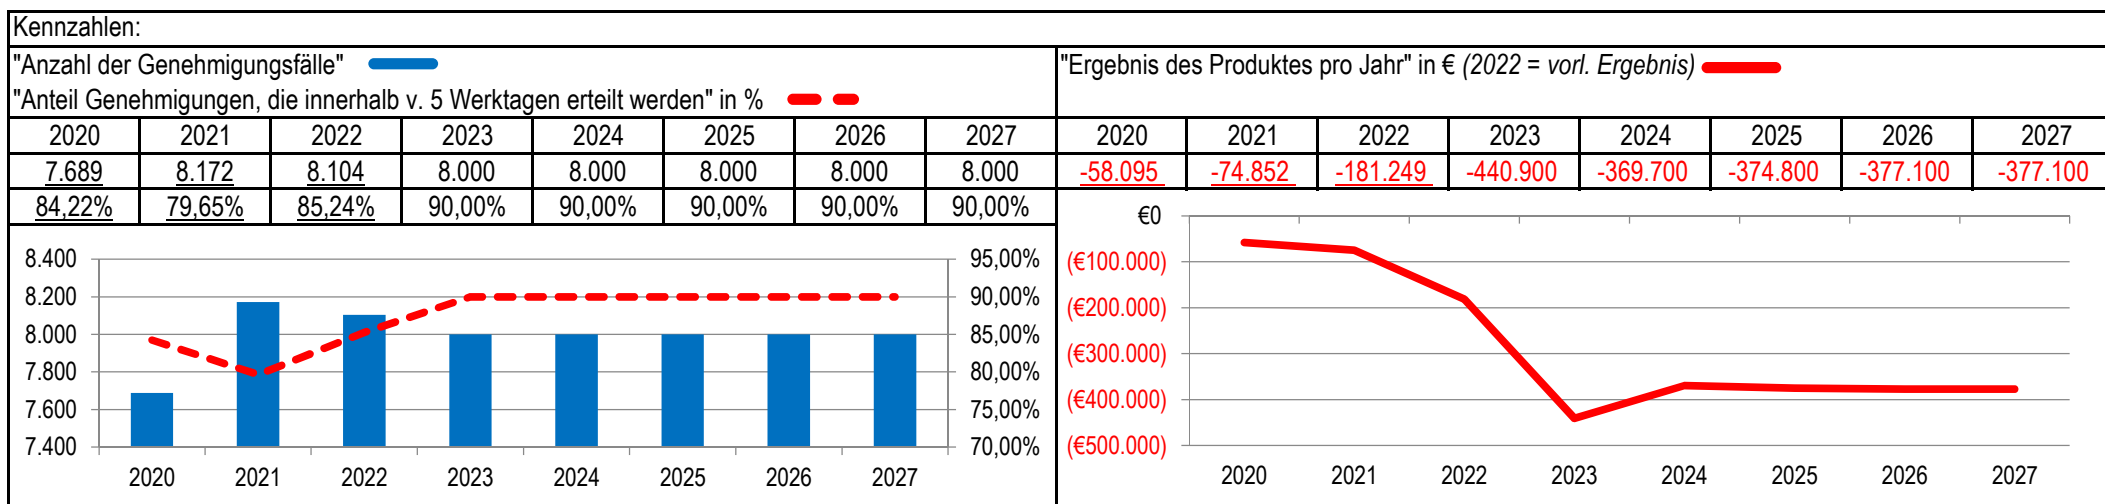 Kennzahlen:
"Anzahl der Genehmigungsfälle"
"Anteil Genehmigungen, die innerhalb v. 5 Werktagen erteilt werden" in %
2020 2021 2022 2023 2024 2025 2026 2027
7.689 8.172 8.104 8.000 8.000 8.000 8.000 8.000
84,22% 79,65% 85,24% 90,00% 90,00% 90,00% 90,00% 90,00%
8.400 95,00%
8.200 90,00%
8.000 85,00%
7.800 80,00%
7.600 75,00%
7.400 70,00%
2020 2021 2022 2023 2024 2025 2026 2027
"Ergebnis des Produktes pro Jahr" in € (2022 = vorl. Ergebnis)
2020 2021 2022 2023 2024 2025 2026 2027
-58.095 -74.852 -181.249 -440.900 -369.700 -374.800 -377.100 -377.100
€0
(€100.000)
(€200.000)
(€300.000)
(€400.000)
(€500.000)
2020 2021 2022 2023 2024 2025 2026 2027